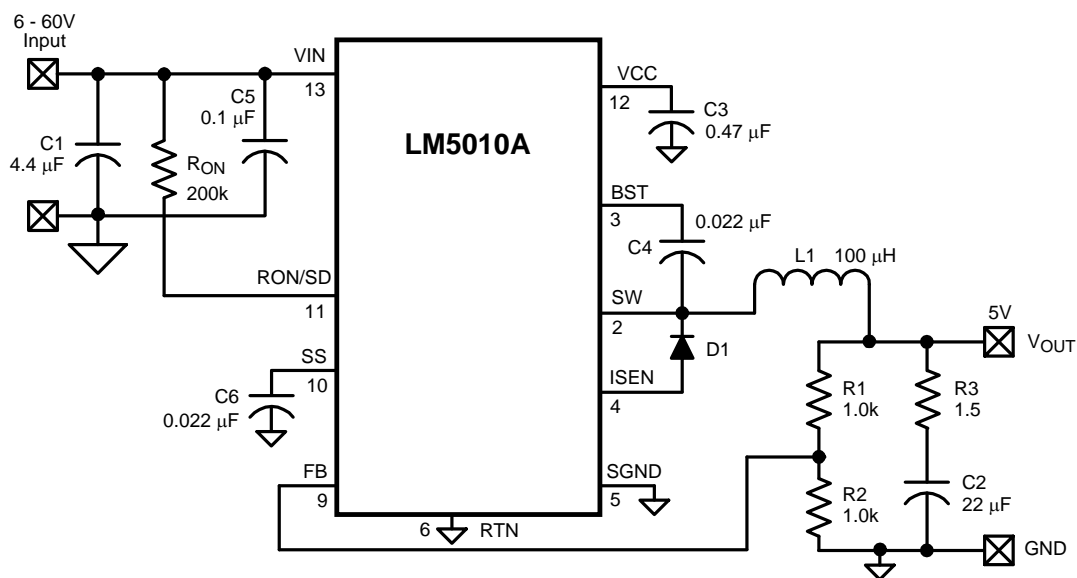 6 - 60V
Input
VIN
13
C5
0.1 μF
C1
4.4 μF
RON
200k
RON/SD
11
SS
10
C6
0.022 μF
FB
9
LM5010A
6
RTN
VCC
12
C3
0.47 μF
BST
3
0.022 μF
C4
L1 100 μH
SW
2
D1
ISEN
4
5V
VOUT
R1
1.0k
R3
1.5
SGND
5
R2
1.0k
C2
22 μF
GND